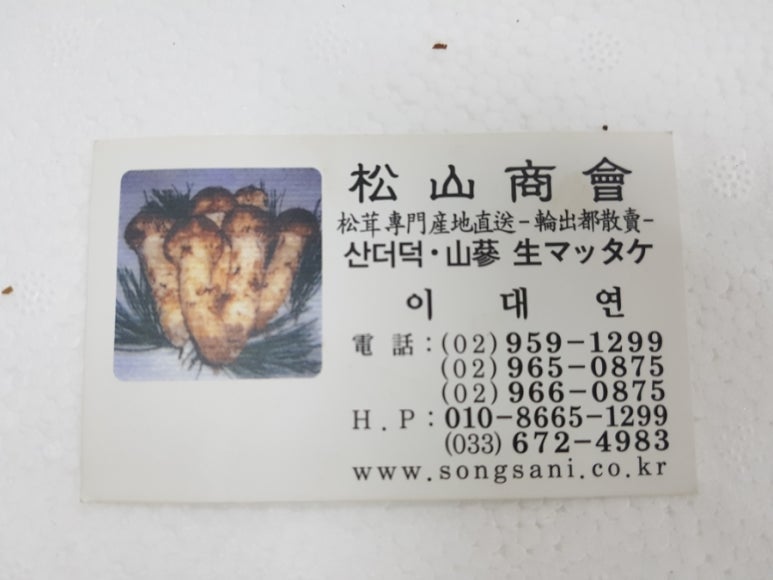 松山商會
松茸專門産地直送-輪出都散賣-
산더덕·山蔘 生マッタケ
이대연
電話:(02)959-1299
(02)965-0875
(02)966-0875
H.P:010-8665-1299
(033)672-4983
www.songsani.co.kr